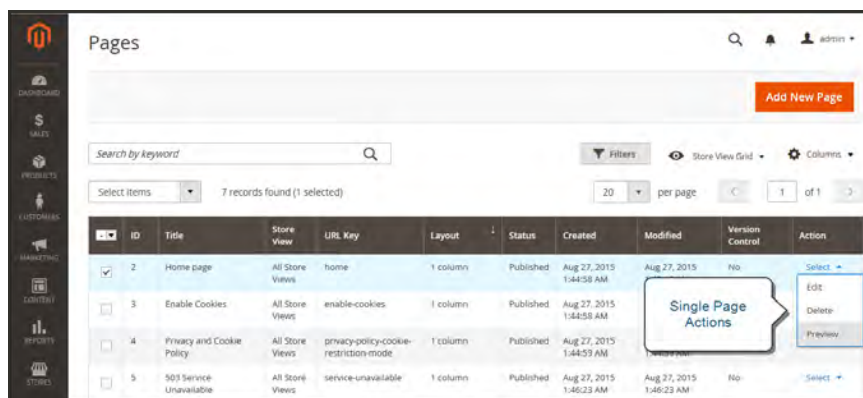 Pages
admin
DASHBOARD
SALES
PRODUCTS
CUSTOMERS
MARKETING
CONTENT
REPORTS
STORES
Add New Page
Search by keyword
Filters
Store View Grid
Columns
Select Items
7 records found (1 selected)
20
per page
1
of 1
ID Title Store View URL Key Layout Status Created Modified Version Control Action
2 Home page All Store Views home 1 column Published Aug 27, 2015 1:44:58 AM Aug 27, 2015 1:44:58 AM No Select
3 Enable Cookies All Store Views enable-cookies 1 column Published Aug 27, 2015 1:44:58 AM
4 Privacy and Cookie Policy All Store Views privacy-policy-cookie-restriction-mode 1 column Published Aug 27, 2015 1:44:59 AM
5 503 Service Unavailable All Store Views service-unavailable 1 column Published Aug 27, 2015 1:46:23 AM Aug 27, 2015 1:46:23 AM No Select
Edit
Delete
Preview
Single Page
Actions